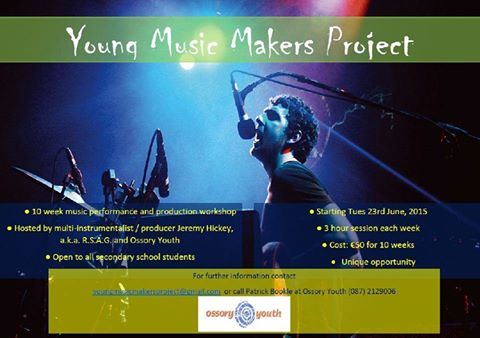 Young Music Makers Project
● 10 week music performance and production workshop
● Hosted by multi-instrumentalist / producer Jeremy Hickey,
a.k.a. R.S.A.G. and Ossory Youth
● Open to all secondary school students
● Starting Tues 23rd June, 2015
● 3 hour session each week
● Cost: €50 for 10 weeks
● Unique opportunity
For further information contact
youngmusicmakersproject@gmail.com or call Patrick Bookle at Ossory Youth (087) 2129006
ossory youth